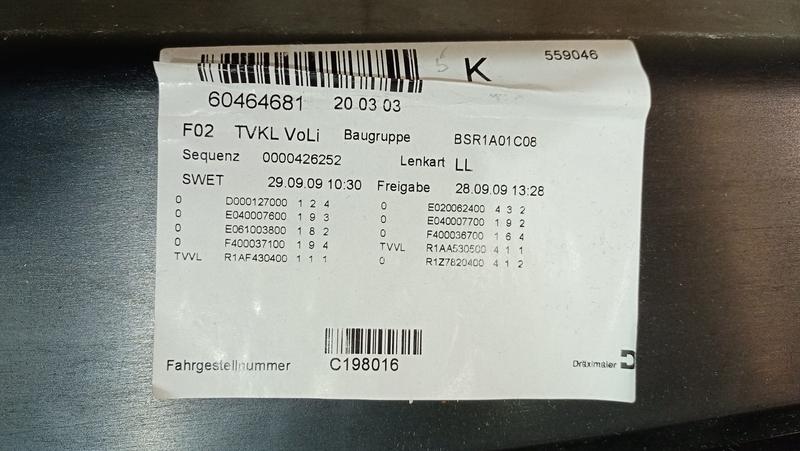 559046
K
60464681 20 03 03
F02 TVKL VoLi Baugruppe BSR1A01C08
Sequenz 0000426252 Lenkart LL
SWET 29.09.09 10:30 Freigabe 28.09.09 13:28
0 D000127000 1 2 4 0 E020062400 4 3 2
0 E040007600 1 9 3 0 E040007700 1 9 2
0 E061003800 1 8 2 0 F400036700 1 6 4
0 F400037100 1 9 4 TVVL R1AA530500 4 1 1
TVVL R1AF430400 1 1 1 0 R1Z7820400 4 1 2
Fahrgestellnummer C198016 Dräxlmaier D